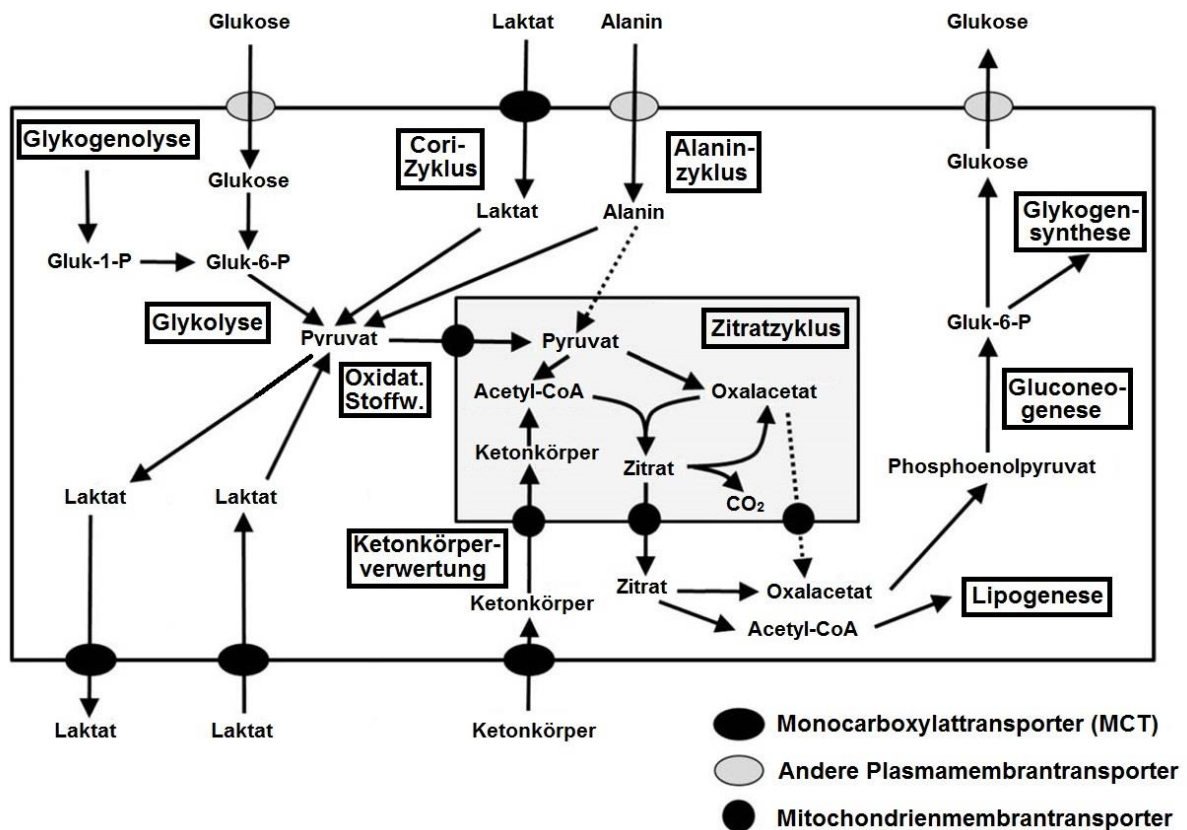 Glukose
Laktat
Alanin
Glukose
Glykogenolyse
Cori-
Zyklus
Alanin-
zyklus
Glukose
Glukose
Laktat
Alanin
Glykogen-
synthese
Gluk-1-P
Gluk-6-P
Glykolyse
Pyruvat
Pyruvat
Zitratzyklus
Gluk-6-P
Oxidat.
Stoffw.
Acetyl-CoA
Oxalacetat
Gluconeo-
genese
Ketonkörper
Zitrat
Phosphoenolpyruvat
Laktat
Laktat
CO₂
Ketonkörper-
verwertung
Zitrat
Oxalacetat
Ketonkörper
Lipogenese
Acetyl-CoA
Laktat
Laktat
Ketonkörper
Monocarboxylattransporter (MCT)
Andere Plasmamembrantransporter
Mitochondrienmembrantransporter